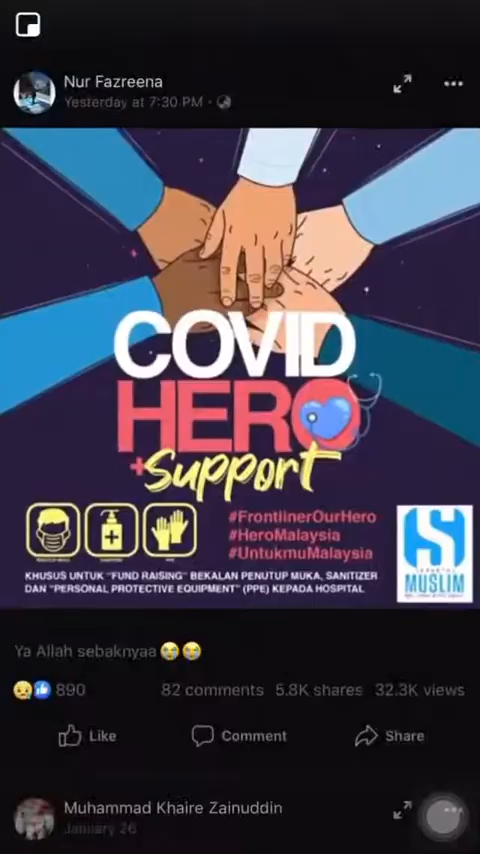 Nur Fazreena
Yesterday at 7:30 PM
COVID
HERO
+Support
#FrontlinerOurHero
#HeroMalaysia
#UntukmuMalaysia
KHUSUS UNTUK "FUND RAISING" BEKALAN PENUTUP MUKA, SANITIZER
DAN "PERSONAL PROTECTIVE EQUIPMENT" (PPE) KEPADA HOSPITAL
MUSLIM
Ya Allah sebaknyaa 😭😭
890 82 comments 5.8K shares 32.3K views
Like Comment Share
Muhammad Khaire Zainuddin
January 26